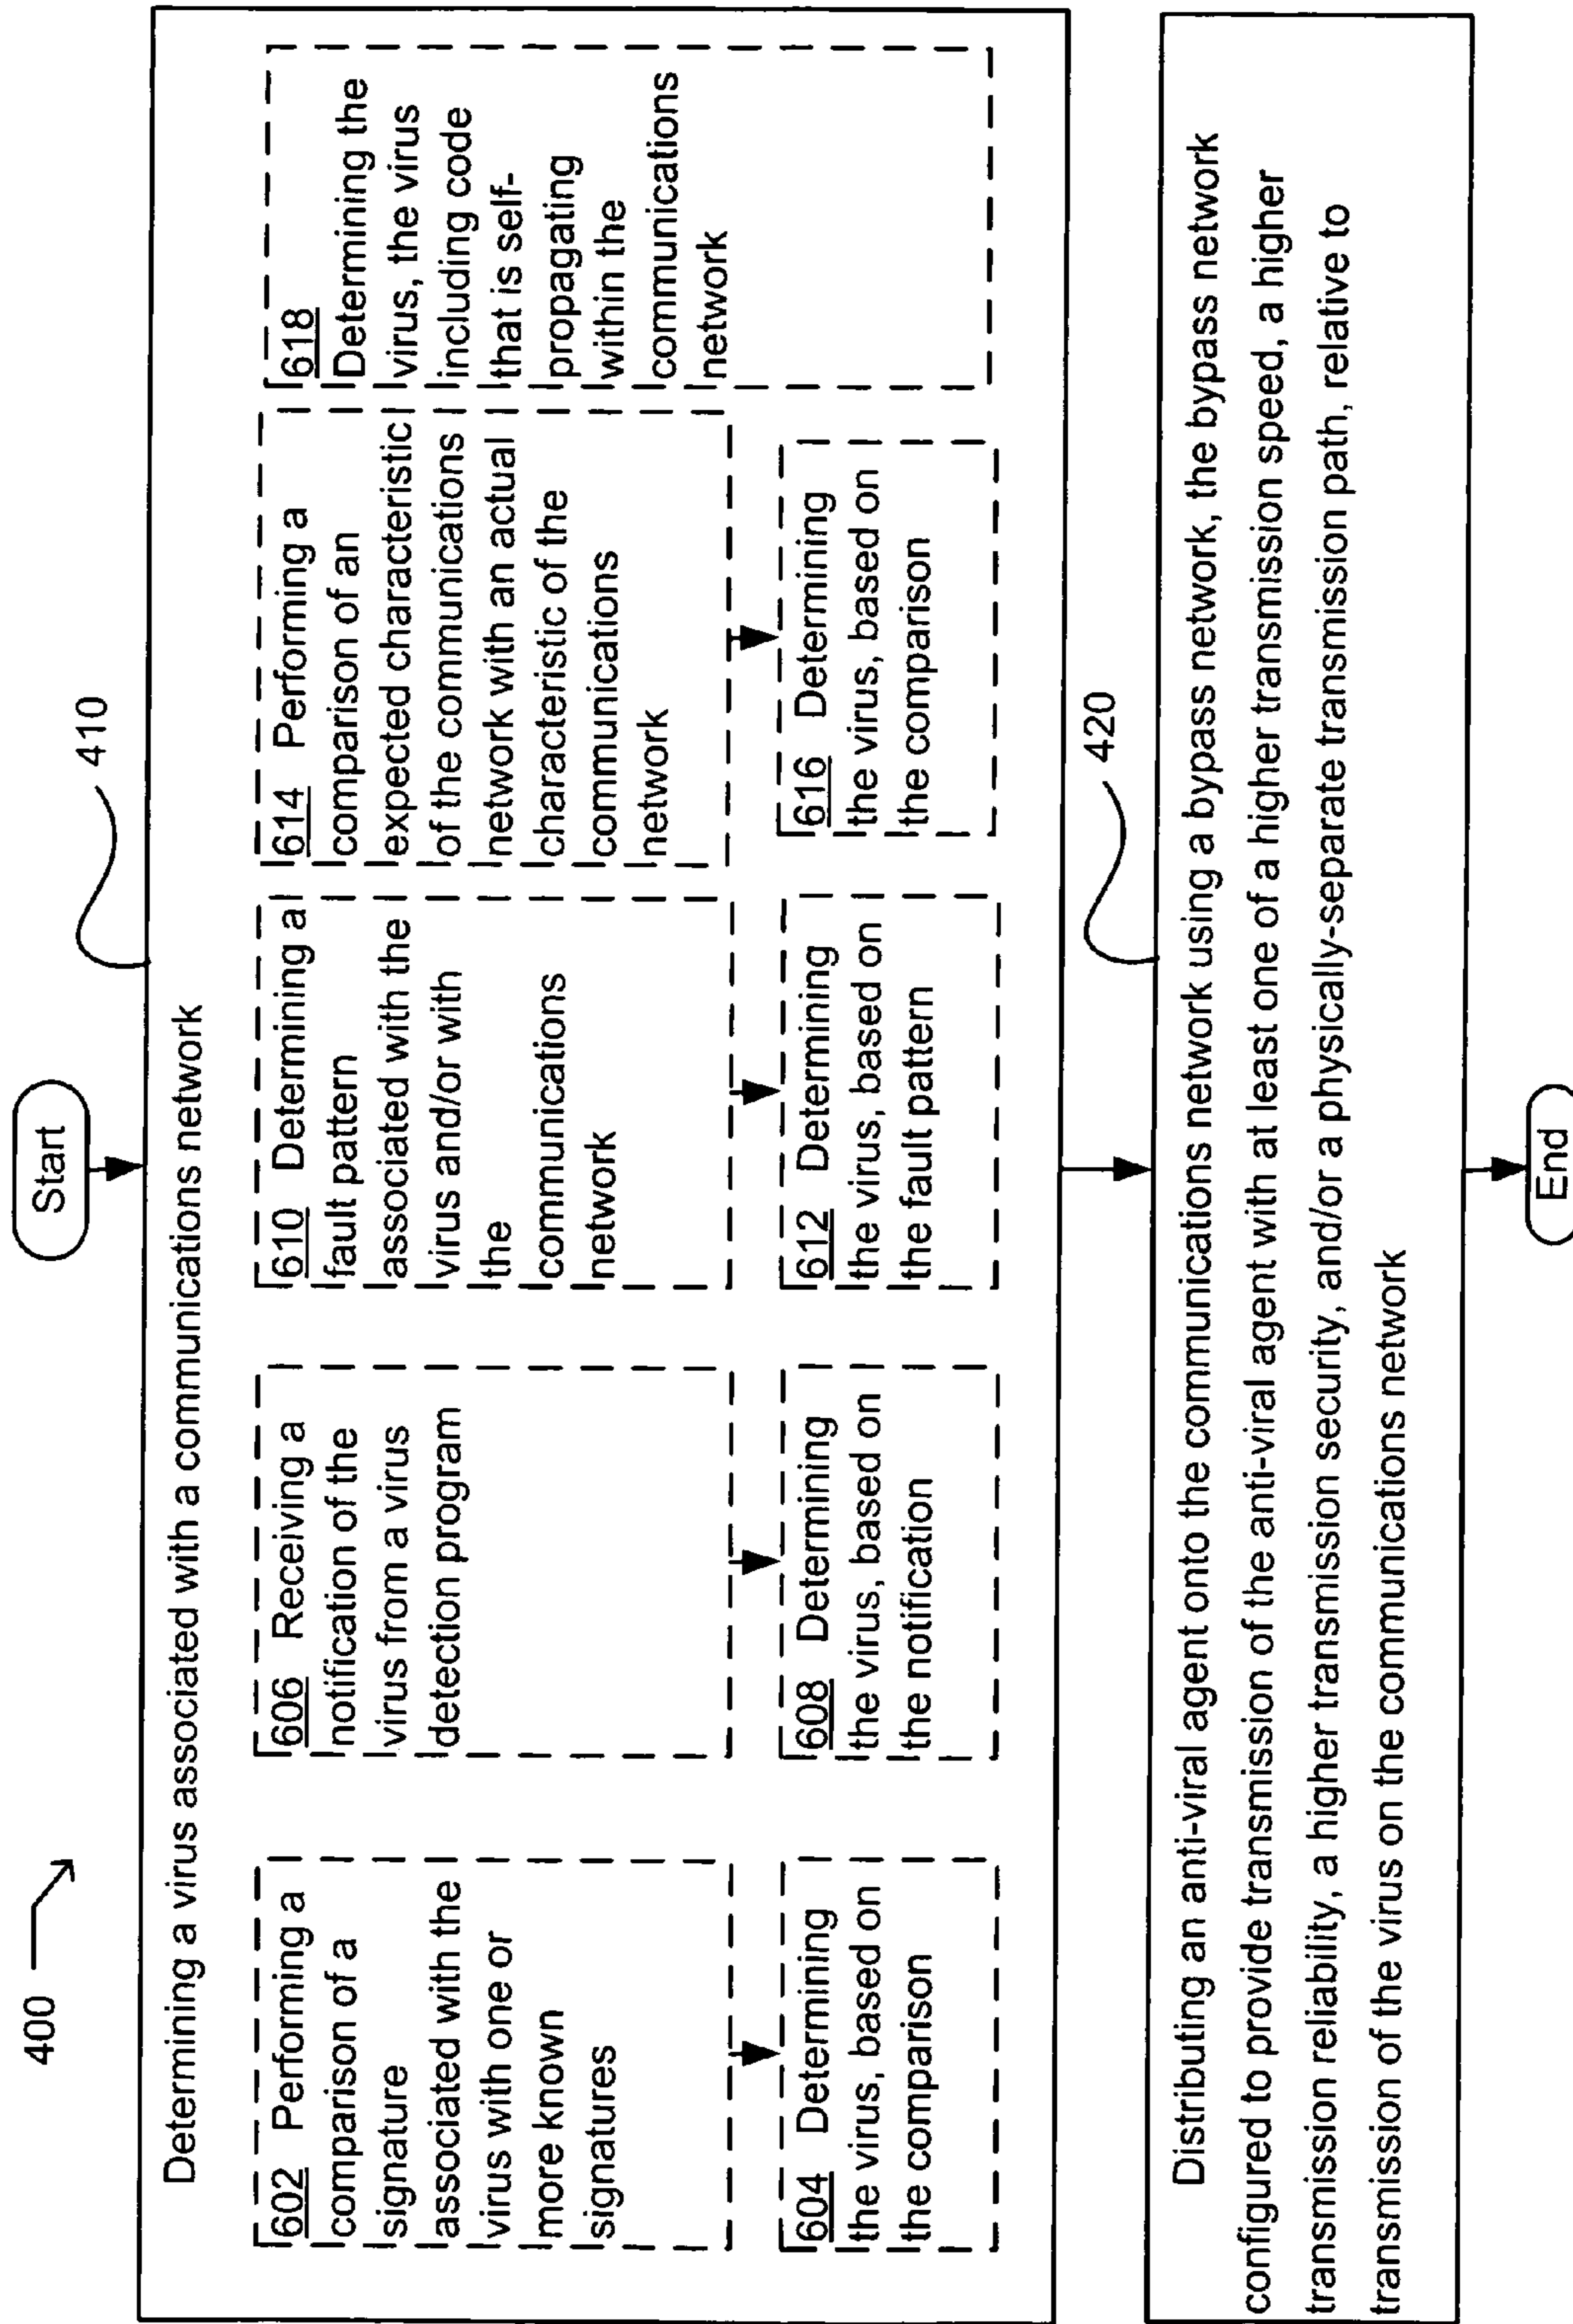 400
Start
410
Determining a virus associated with a communications network
602 Performing a
comparison of a
signature
associated with the
virus with one or
more known
signatures
604 Determining
the virus, based on
the comparison
606 Receiving a
notification of the
virus from a virus
detection program
608 Determining
the virus, based on
the notification
610 Determining a
fault pattern
associated with the
virus and/or with
the
communications
network
612 Determining
the virus, based on
the fault pattern
614 Performing a
comparison of an
expected characteristic
of the communications
network with an actual
characteristic of the
communications
network
616 Determining
the virus, based on
the comparison
618
Determining the
virus, the virus
including code
that is self-
propagating
within the
communications
network
420
Distributing an anti-viral agent onto the communications network using a bypass network, the bypass network
configured to provide transmission of the anti-viral agent with at least one of a higher transmission speed, a higher
transmission reliability, a higher transmission security, and/or a physically-separate transmission path, relative to
transmission of the virus on the communications network
End